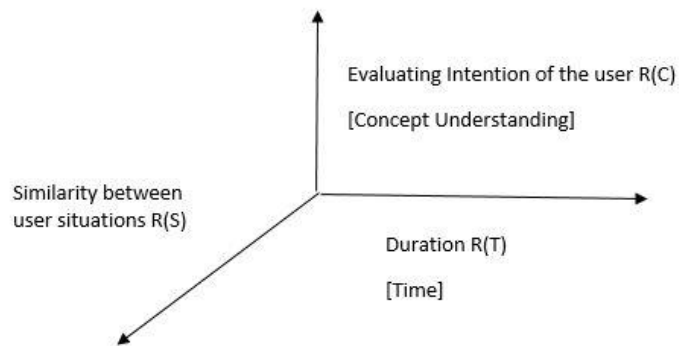 Evaluating Intention of the user R(C)
[Concept Understanding]
Similarity between
user situations R(S)
Duration R(T)
[Time]